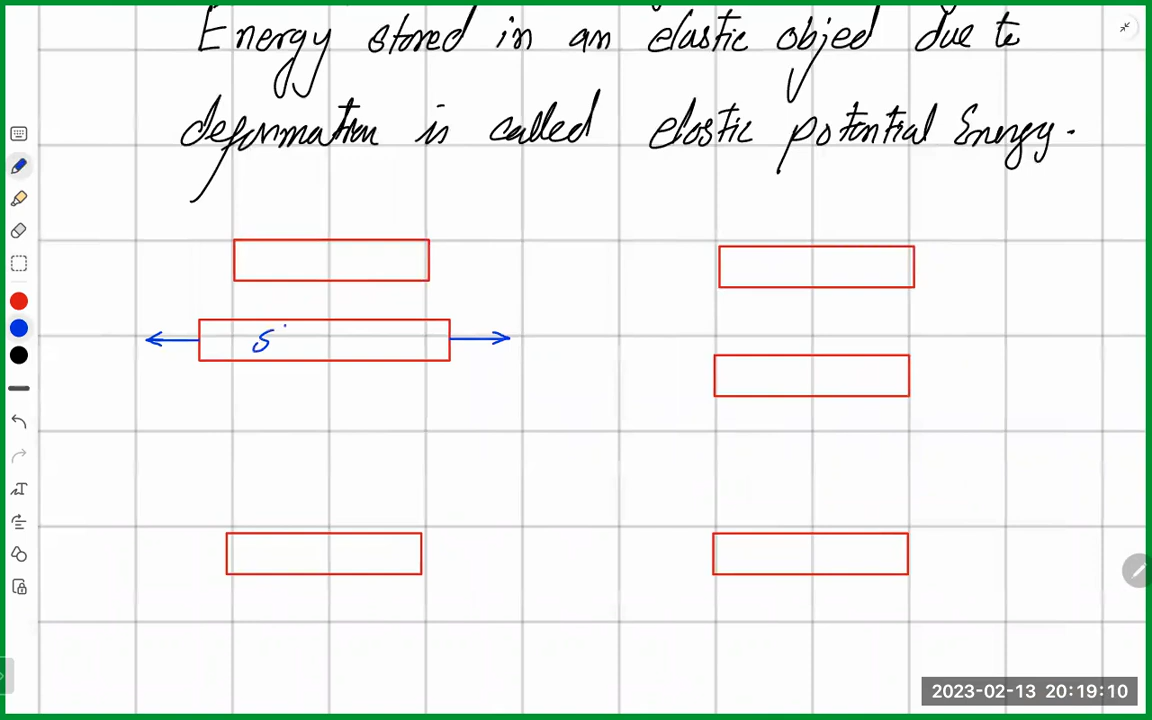 Energy stored in an elastic object due to
deformation is called elastic potential Energy.
S
2023-02-13 20:19:10